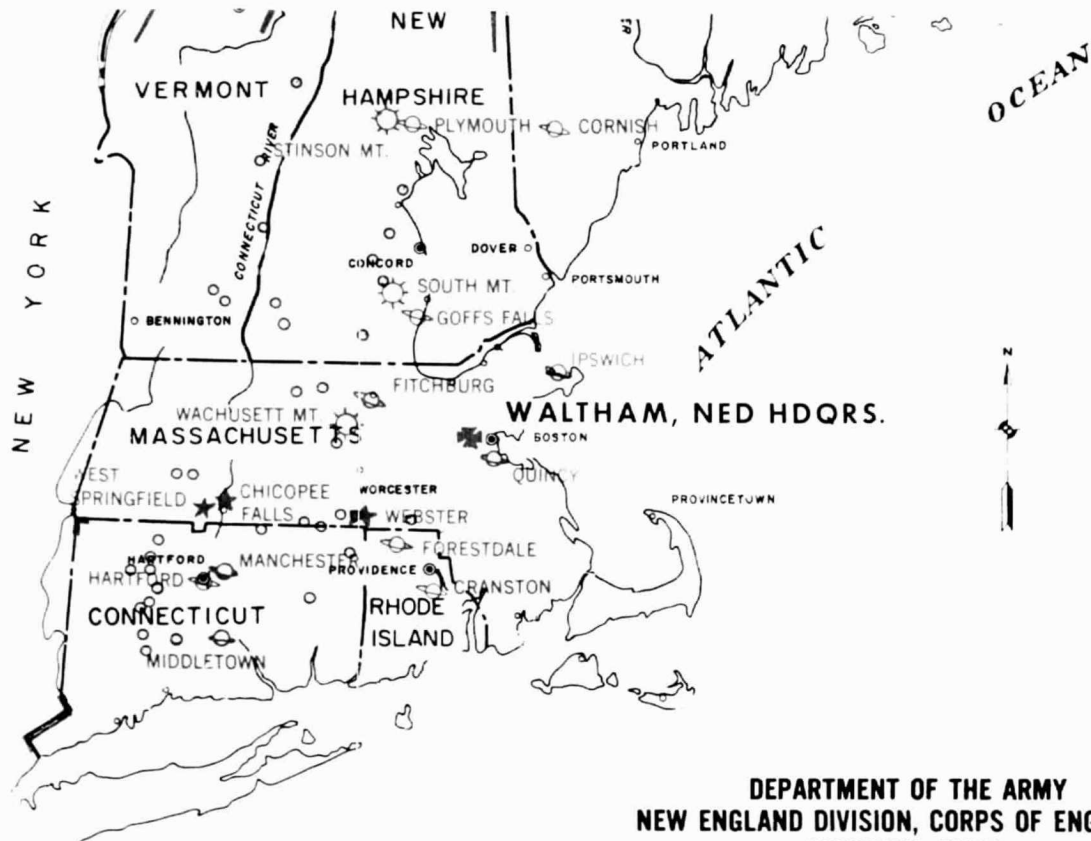 NEW
VERMONT
HAMPSHIRE
PLYMOUTH
CORNISH
STINSON MT.
PORTLAND
OCEAN
CONNECTICUT RIVER
NEW YORK
CONCORD
DOVER
SOUTH MT.
PORTSMOUTH
GOFFS FALLS
BENNINGTON
ATLANTIC
IPSWICH
FITCHBURG
N
WACHUSETT MT.
MASSACHUSETTS
WALTHAM, NED HDQRS.
BOSTON
QUINCY
WEST
SPRINGFIELD
CHICOPEE
FALLS
WORCESTER
WEBSTER
PROVINCETOWN
FORESTDALE
HARTFORD
MANCHESTER
HARTFORD
PROVIDENCE
CRANSTON
CONNECTICUT
RHODE
ISLAND
MIDDLETOWN
DEPARTMENT OF THE ARMY
NEW ENGLAND DIVISION, CORPS OF ENG